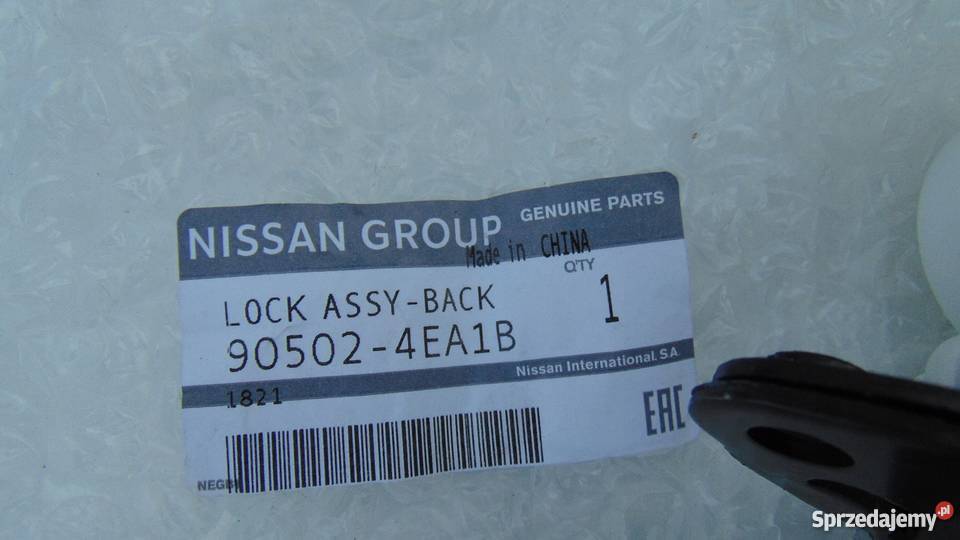 NISSAN GROUP GENUINE PARTS
Made in CHINA
Q'TY
LOCK ASSY-BACK 1
90502-4EA1B
Nissan International. S.A.
1821
EAC
Sprzedajemy.pl